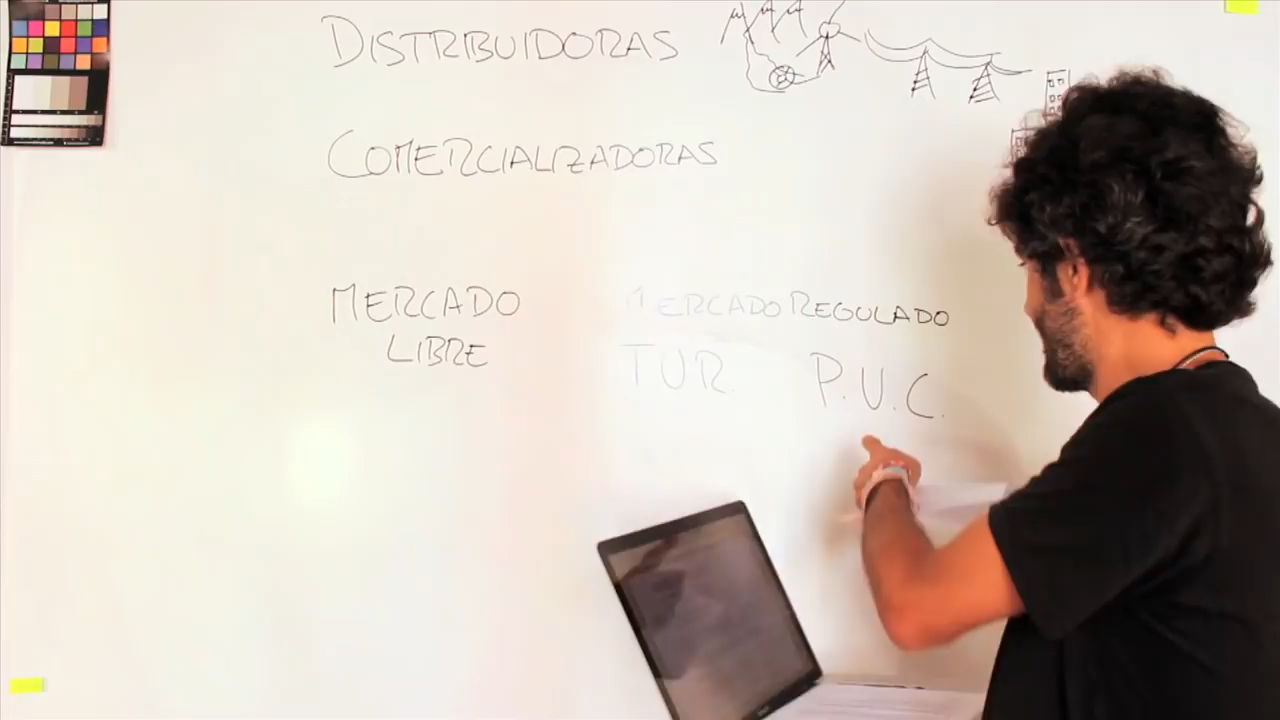 DISTRIBUIDORAS
COMERCIALIZADORAS
MERCADO
LIBRE
MERCADO REGULADO
TUR P.V.C.